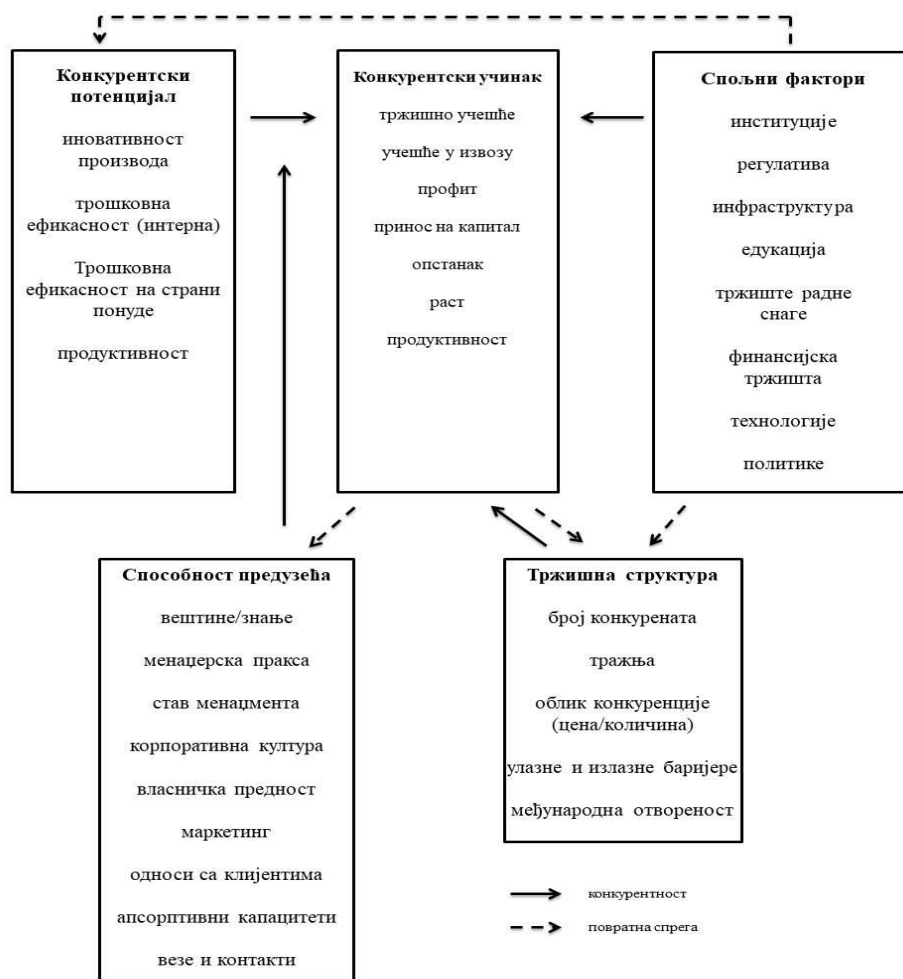 Конкурентски
потенцијал
иновативност
производа
трошковна
ефикасност (интерна)
Трошковна
ефикасност на страни
понуде
продуктивност
Конкурентски учинак
тржишно учешће
учешће у извозу
профит
принос на капитал
опстанак
раст
продуктивност
Спољни фактори
институције
регулатива
инфраструктура
едукација
тржиште радне
снаге
финансијска
тржишта
технологије
политике
Способност предузећа
вештине/знање
менаџерска пракса
став менаџмента
корпоративна култура
власничка предност
маркетинг
односи са клијентима
апсорптивни капацитети
везе и контакти
Тржишна структура
број конкурената
тражња
облик конкуренције
(цена/количина)
улазне и излазне баријере
међународна отвореност
конкурентност
повратна спрега